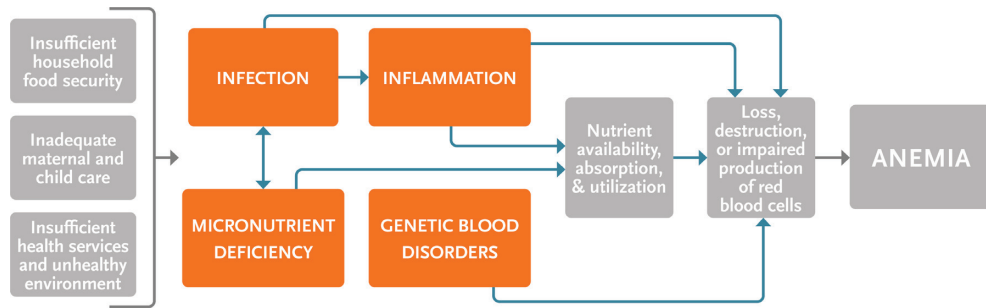 Insufficient
household
food security
Inadequate
maternal and
child care
Insufficient
health services
and unhealthy
environment
INFECTION
INFLAMMATION
MICRONUTRIENT
DEFICIENCY
GENETIC BLOOD
DISORDERS
Nutrient
availability,
absorption,
& utilization
Loss,
destruction,
or impaired
production
of red
blood cells
ANEMIA